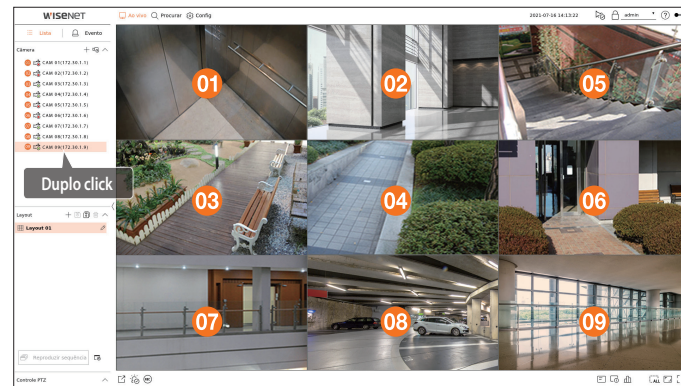 WISENET
Ao vivo Procurar Config
2021-07-16 14:13:22
admin
Lista Evento
Câmera
CAM 01(172.30.1.1)
CAM 02(172.30.1.2)
CAM 03(172.30.1.3)
CAM 04(172.30.1.4)
CAM 05(172.30.1.5)
CAM 06(172.30.1.6)
CAM 07(172.30.1.7)
CAM 08(172.30.1.8)
CAM 09(172.30.1.9)
Duplo click
01
02
05
03
04
06
07
08
09
Layout
Layout 01
Reproduzir sequência
Controle PTZ
ALL